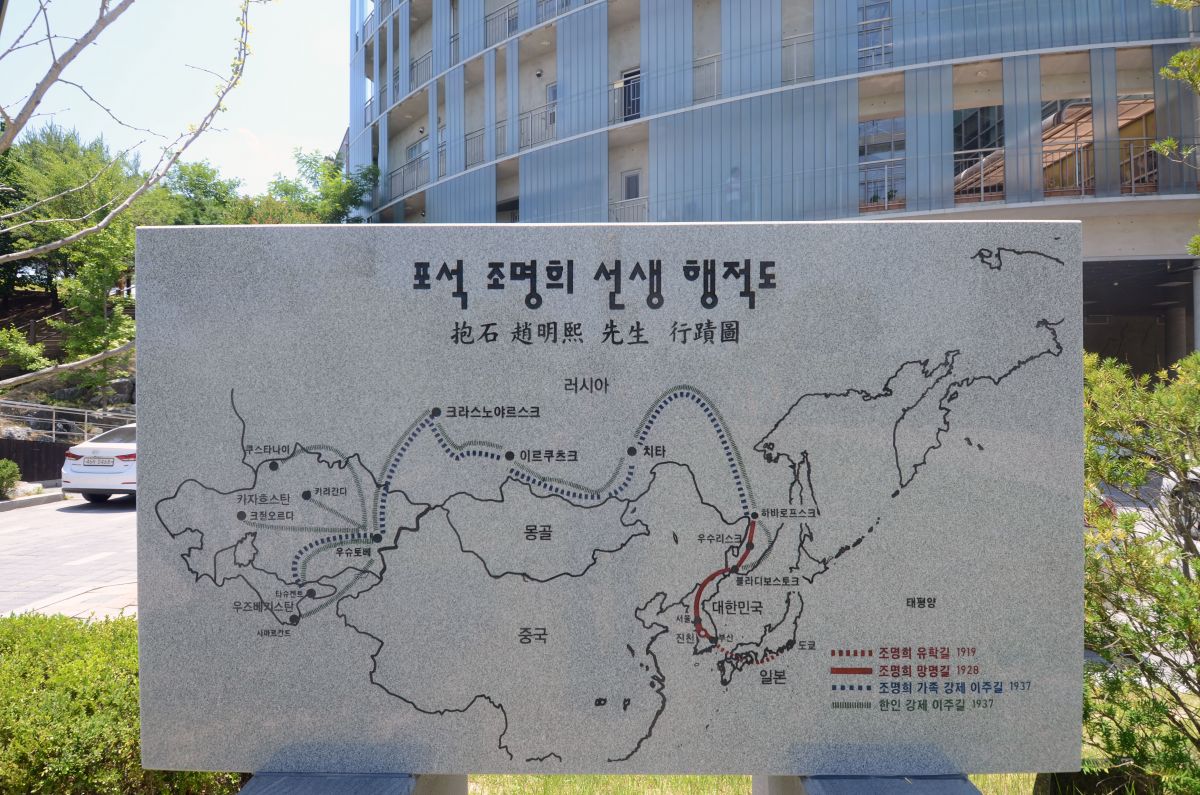 포석 조명희 선생 행적도
抱石 趙明熙 先生 行蹟圖
러시아
크라스노야르스크
쿠스타나이
이르쿠츠크
치타
카자흐스탄
키라간다
크질오르다
하바로프스크
몽골
우슈토베
우수리스크
블라디보스토크
타슈켄트
우즈베키스탄
대한민국
태평양
서울
사마르칸드
중국
진천
부산
도쿄
일본
조명희 유학길 1919
조명희 망명길 1928
조명희 가족 강제 이주길 1937
한인 강제 이주길 1937